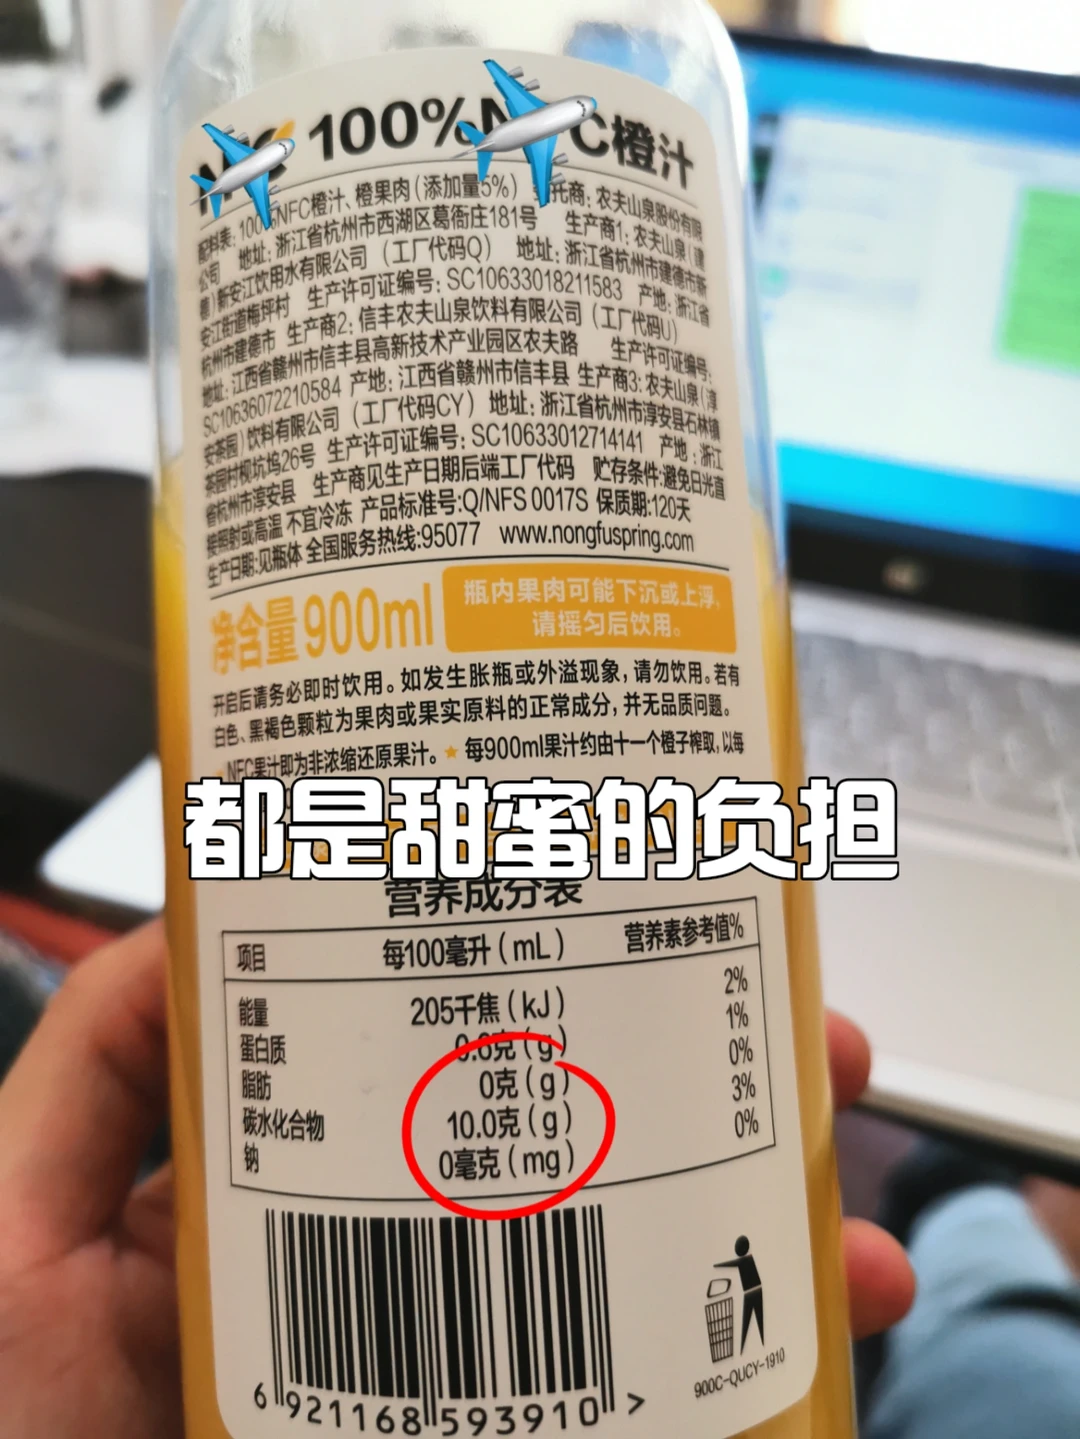 100%NFC橙汁
配料表:100%NFC橙汁、橙果肉(添加量5%) 委托商:农夫山泉股份有限
公司 地址:浙江省杭州市西湖区葛衙庄181号 生产商1:农夫山泉(建
德)新安江饮用水有限公司(工厂代码Q) 地址:浙江省杭州市建德市新
安江街道梅坪村 生产许可证编号:SC10633018211583 产地:浙江省
杭州市建德市 生产商2:信丰农夫山泉饮料有限公司(工厂代码U)
地址:江西省赣州市信丰县高新技术产业园区农夫路 生产许可证编号:
SC10636072210584 产地:江西省赣州市信丰县 生产商3:农夫山泉(淳
安茶园)饮料有限公司(工厂代码CY) 地址:浙江省杭州市淳安县石林镇
茶园村枧坑坞26号 生产许可证编号:SC10633012714141 产地:浙江
省杭州市淳安县 生产商见生产日期后端工厂代码 贮存条件:避免日光直
接照射或高温 不宜冷冻 产品标准号:Q/NFS 0017S 保质期:120天
生产日期:见瓶体 全国服务热线:95077 www.nongfuspring.com
净含量900ml
瓶内果肉可能下沉或上浮,
请摇匀后饮用。
开启后请务必即时饮用。如发生胀瓶或外溢现象,请勿饮用。若有
白色、黑褐色颗粒为果肉或果实原料的正常成分,并无品质问题。
NFC果汁即为非浓缩还原果汁。★ 每900ml果汁约由十一个橙子榨取,以每
都是甜蜜的负担
营养成分表
项目 每100毫升(mL) 营养素参考值%
能量 205千焦(kJ) 2%
蛋白质 0.6克(g) 1%
脂肪 0克(g) 0%
碳水化合物 10.0克(g) 3%
钠 0毫克(mg) 0%
6 921168 593910 >
900C-QUCY-1910